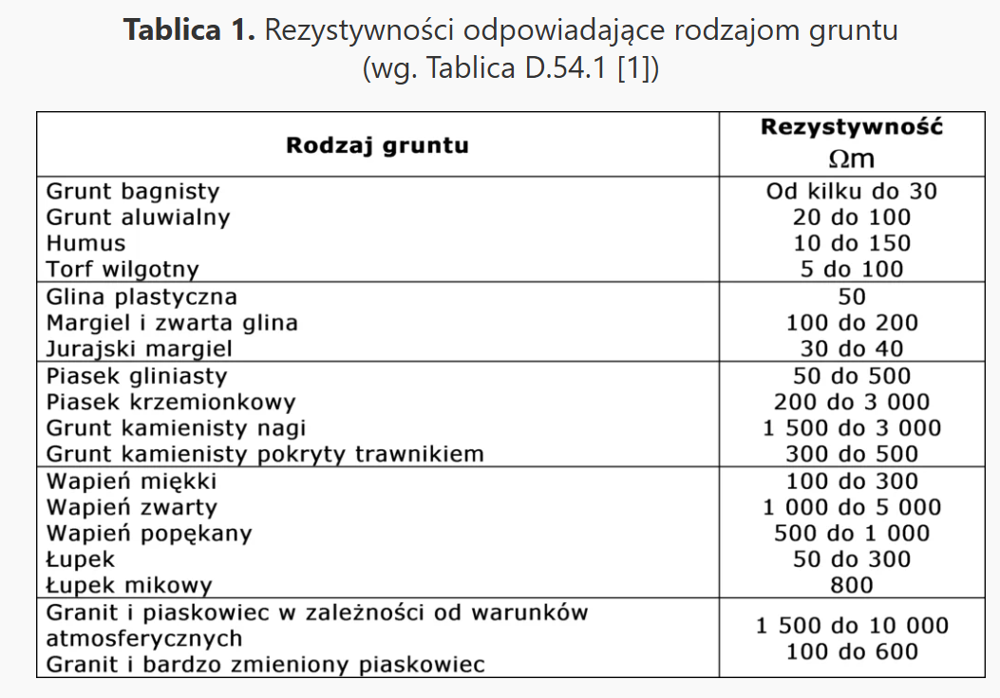 Tablica 1. Rezystywności odpowiadające rodzajom gruntu
(wg. Tablica D.54.1 [1])
Rodzaj gruntu
Rezystywność
Ωm
Grunt bagnisty Od kilku do 30
Grunt aluwialny 20 do 100
Humus 10 do 150
Torf wilgotny 5 do 100
Glina plastyczna 50
Margiel i zwarta glina 100 do 200
Jurajski margiel 30 do 40
Piasek gliniasty 50 do 500
Piasek krzemionkowy 200 do 3 000
Grunt kamienisty nagi 1 500 do 3 000
Grunt kamienisty pokryty trawnikiem 300 do 500
Wapień miękki 100 do 300
Wapień zwarty 1 000 do 5 000
Wapień popękany 500 do 1 000
Łupek 50 do 300
Łupek mikowy 800
Granit i piaskowiec w zależności od warunków
atmosferycznych 1 500 do 10 000
Granit i bardzo zmieniony piaskowiec 100 do 600